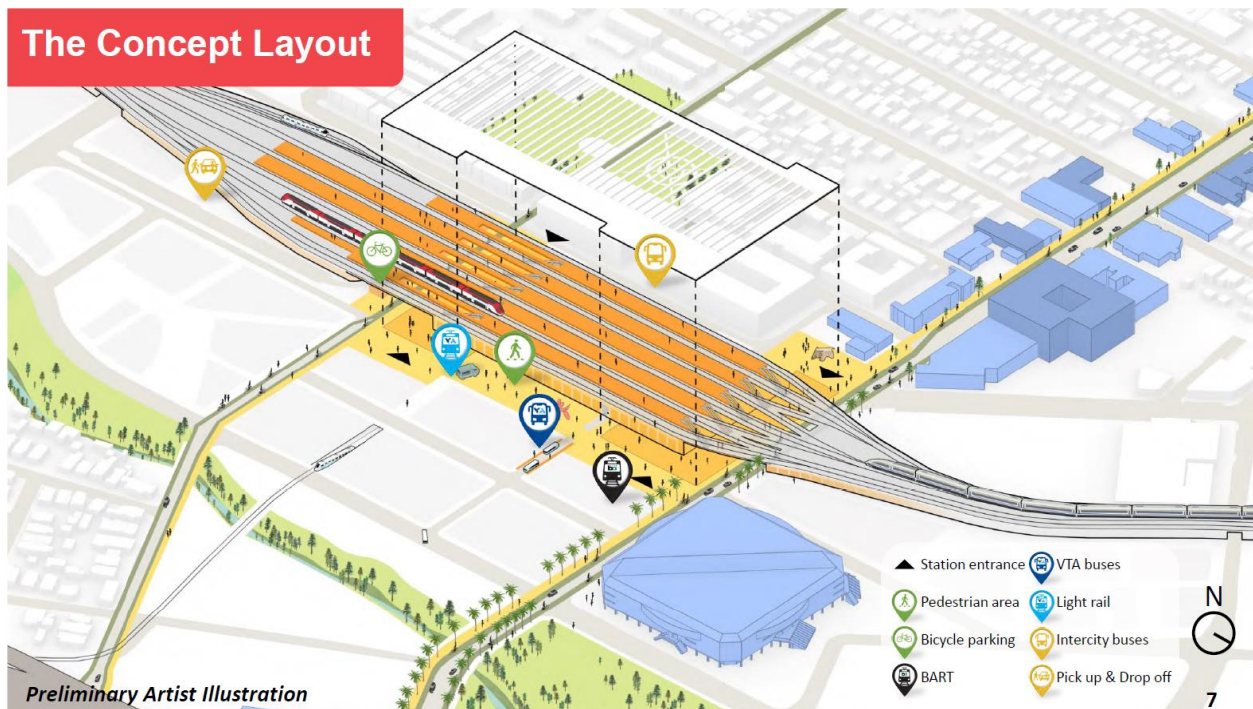 The Concept Layout
Station entrance
VTA buses
Pedestrian area
Light rail
Bicycle parking
Intercity buses
BART
Pick up & Drop off
N
Preliminary Artist Illustration
7